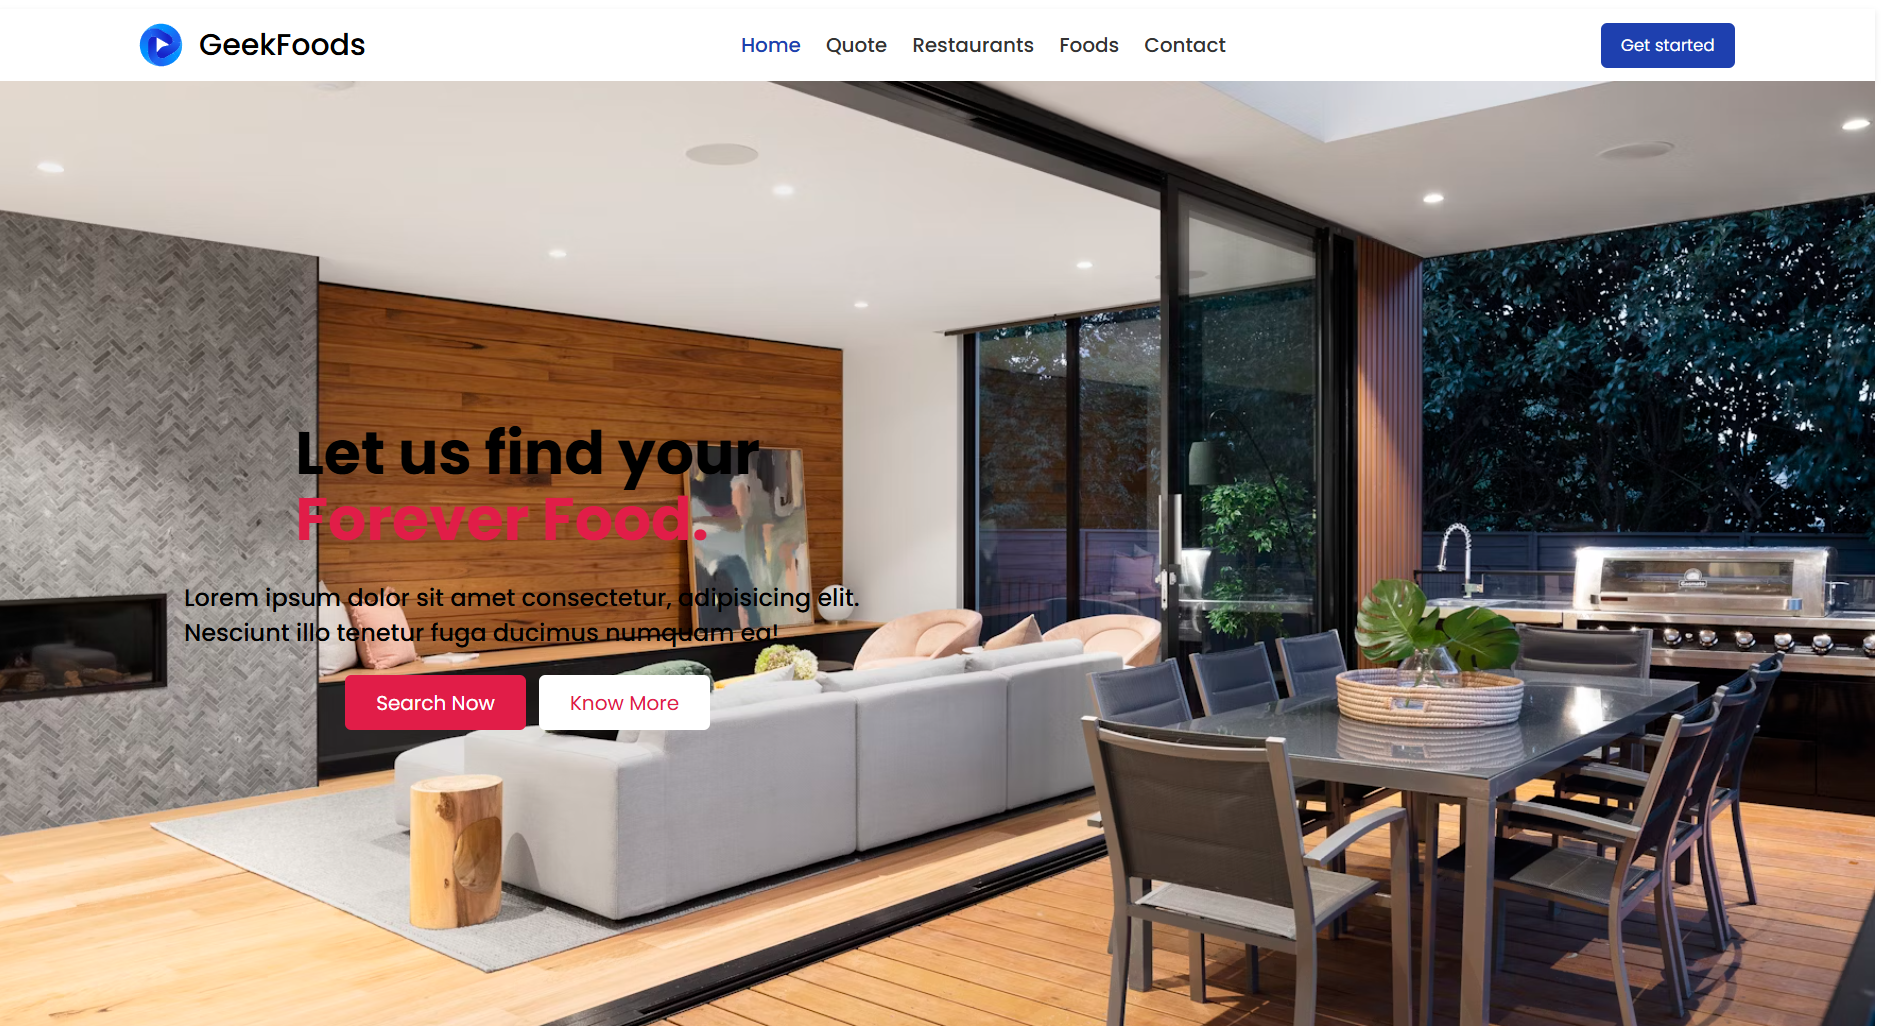 GeekFoods
Home Quote Restaurants Foods Contact
Get started
Let us find your
Forever Food.
Lorem ipsum dolor sit amet consectetur, adipisicing elit.
Nesciunt illo tenetur fuga ducimus numquam ea!
Search Now
Know More